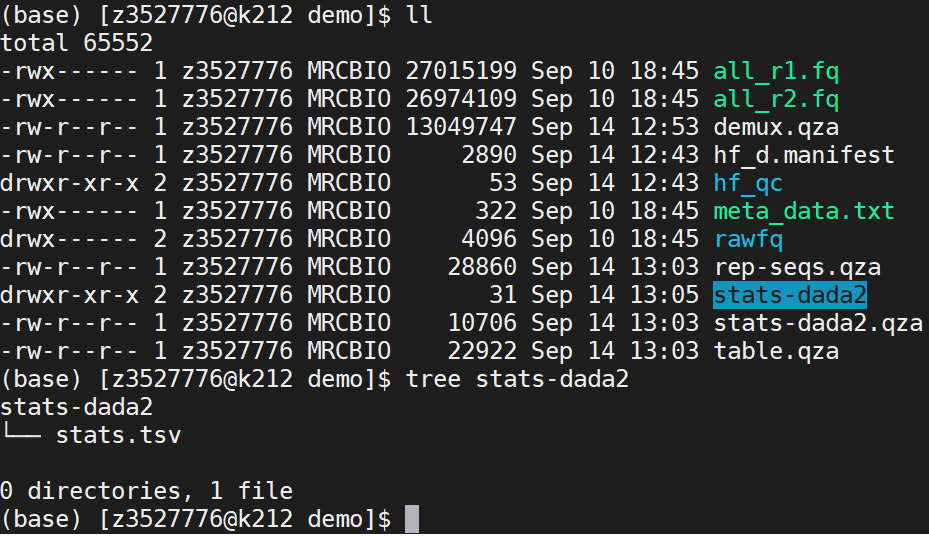 (base) [z3527776@k212 demo]$ ll
total 65552
-rwx------ 1 z3527776 MRCBIO 27015199 Sep 10 18:45 all_r1.fq
-rwx------ 1 z3527776 MRCBIO 26974109 Sep 10 18:45 all_r2.fq
-rw-r--r-- 1 z3527776 MRCBIO 13049747 Sep 14 12:53 demux.qza
-rw-r--r-- 1 z3527776 MRCBIO     2890 Sep 14 12:43 hf_d.manifest
drwxr-xr-x 2 z3527776 MRCBIO       53 Sep 14 12:43 hf_qc
-rwx------ 1 z3527776 MRCBIO      322 Sep 10 18:45 meta_data.txt
drwx------ 2 z3527776 MRCBIO     4096 Sep 10 18:45 rawfq
-rw-r--r-- 1 z3527776 MRCBIO    28860 Sep 14 13:03 rep-seqs.qza
drwxr-xr-x 2 z3527776 MRCBIO       31 Sep 14 13:05 stats-dada2
-rw-r--r-- 1 z3527776 MRCBIO    10706 Sep 14 13:03 stats-dada2.qza
-rw-r--r-- 1 z3527776 MRCBIO    22922 Sep 14 13:03 table.qza
(base) [z3527776@k212 demo]$ tree stats-dada2
stats-dada2
└── stats.tsv
0 directories, 1 file
(base) [z3527776@k212 demo]$